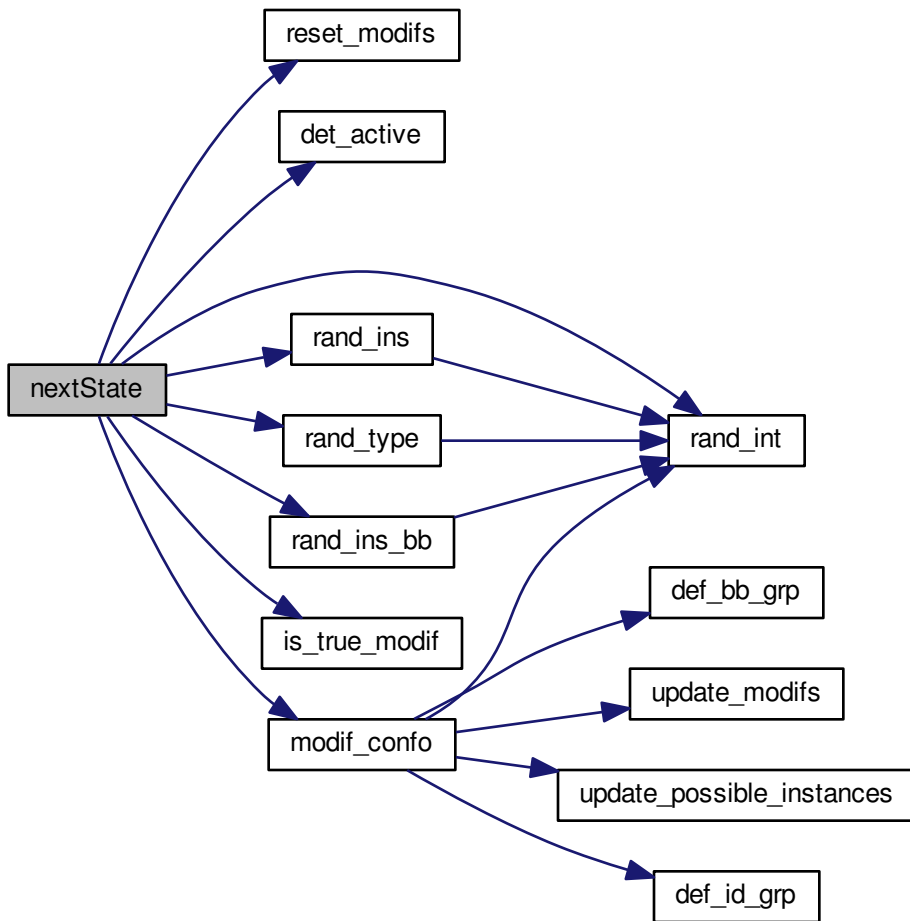 reset_modifs
det_active
rand_ins
nextState
rand_type
rand_int
rand_ins_bb
def_bb_grp
is_true_modif
update_modifs
modif_confo
update_possible_instances
def_id_grp